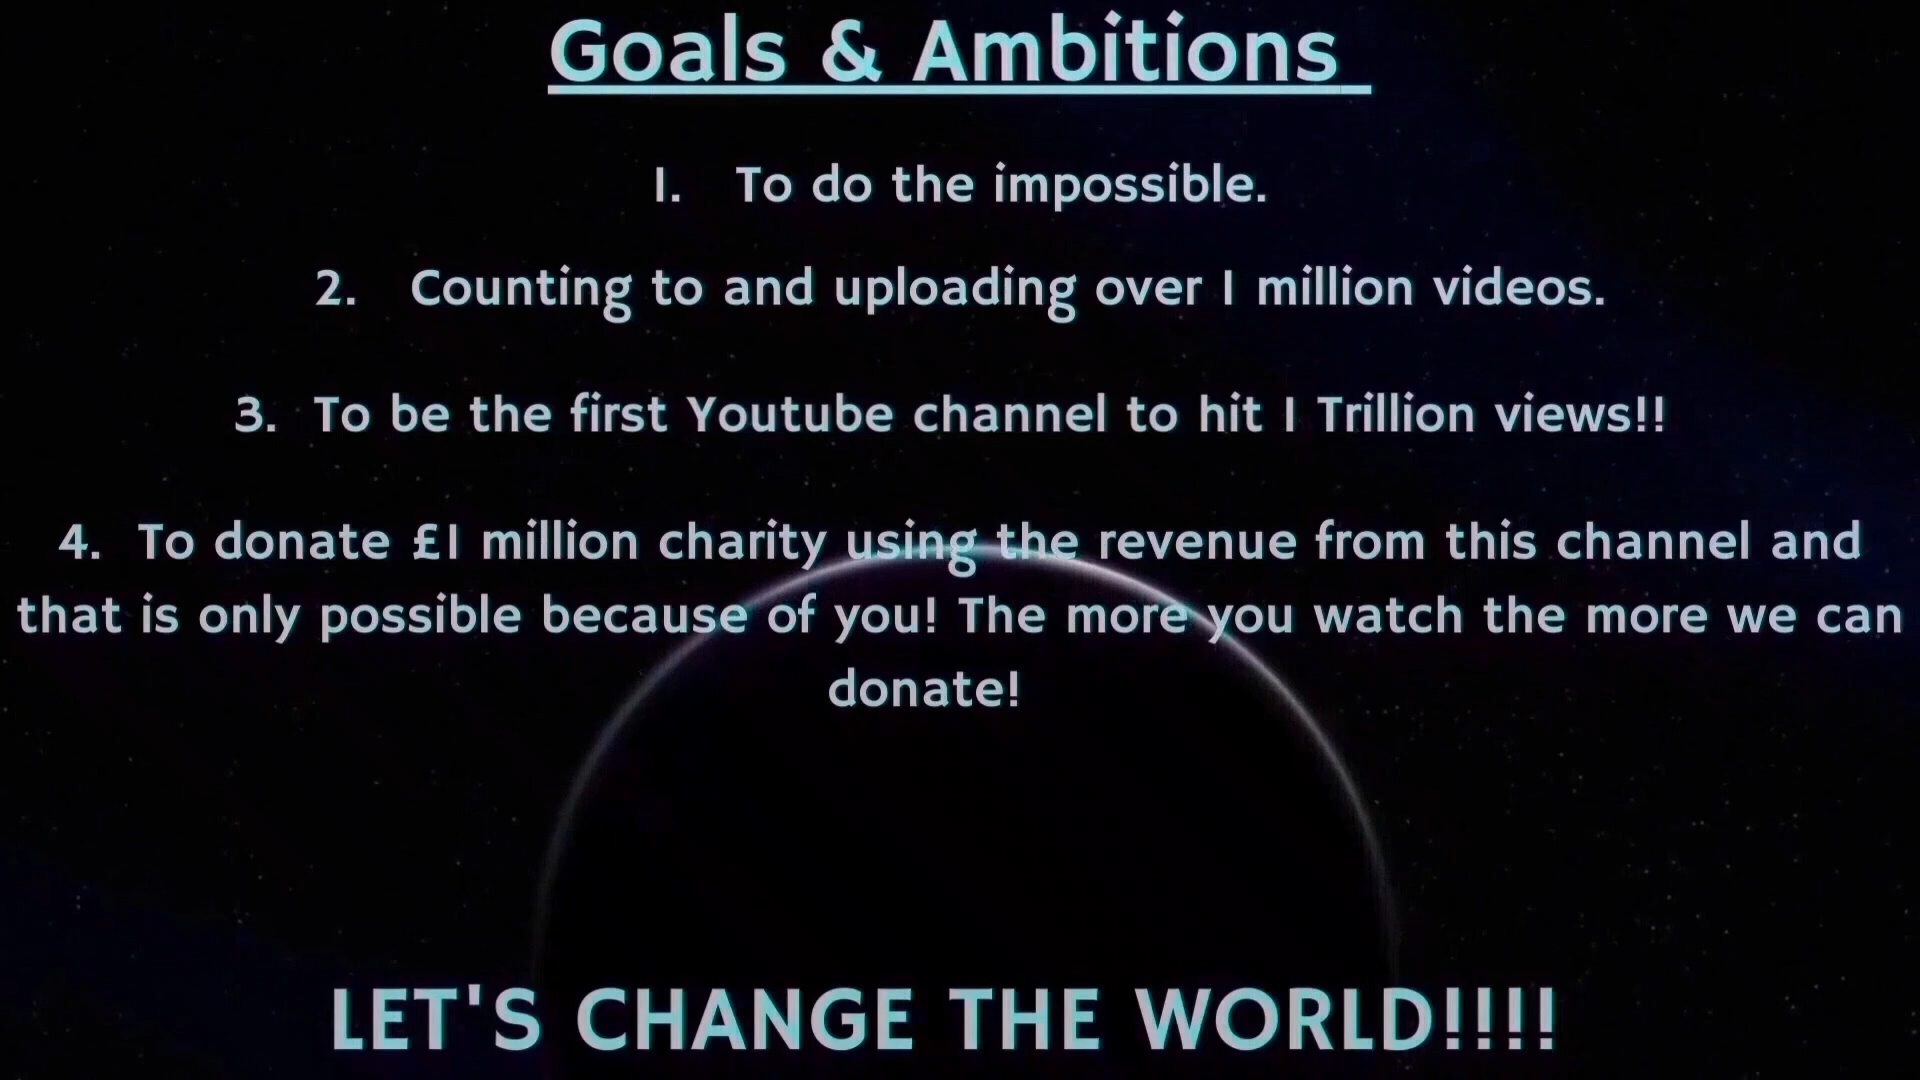 Goals & Ambitions
1. To do the impossible.
2. Counting to and uploading over 1 million videos.
3. To be the first Youtube channel to hit 1 Trillion views!!
4. To donate £1 million charity using the revenue from this channel and
that is only possible because of you! The more you watch the more we can
donate!
LET'S CHANGE THE WORLD!!!!